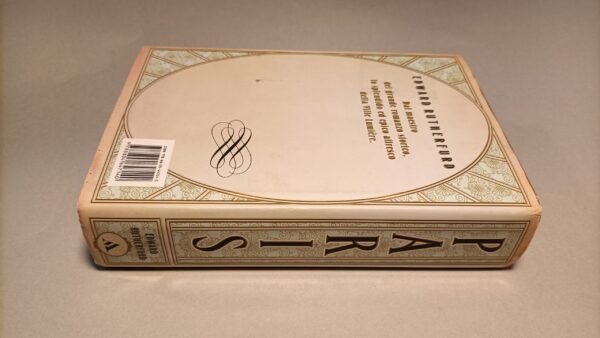 EDWARD RUTHERFURD
Dal maestro
del grande romanzo storico,
lo splendido ed epico affresco
della Ville Lumière.
PARIS
EDWARD
RUTHERFURD
A